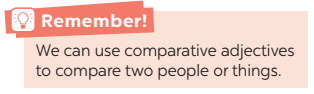 Remember!
We can use comparative adjectives
to compare two people or things.